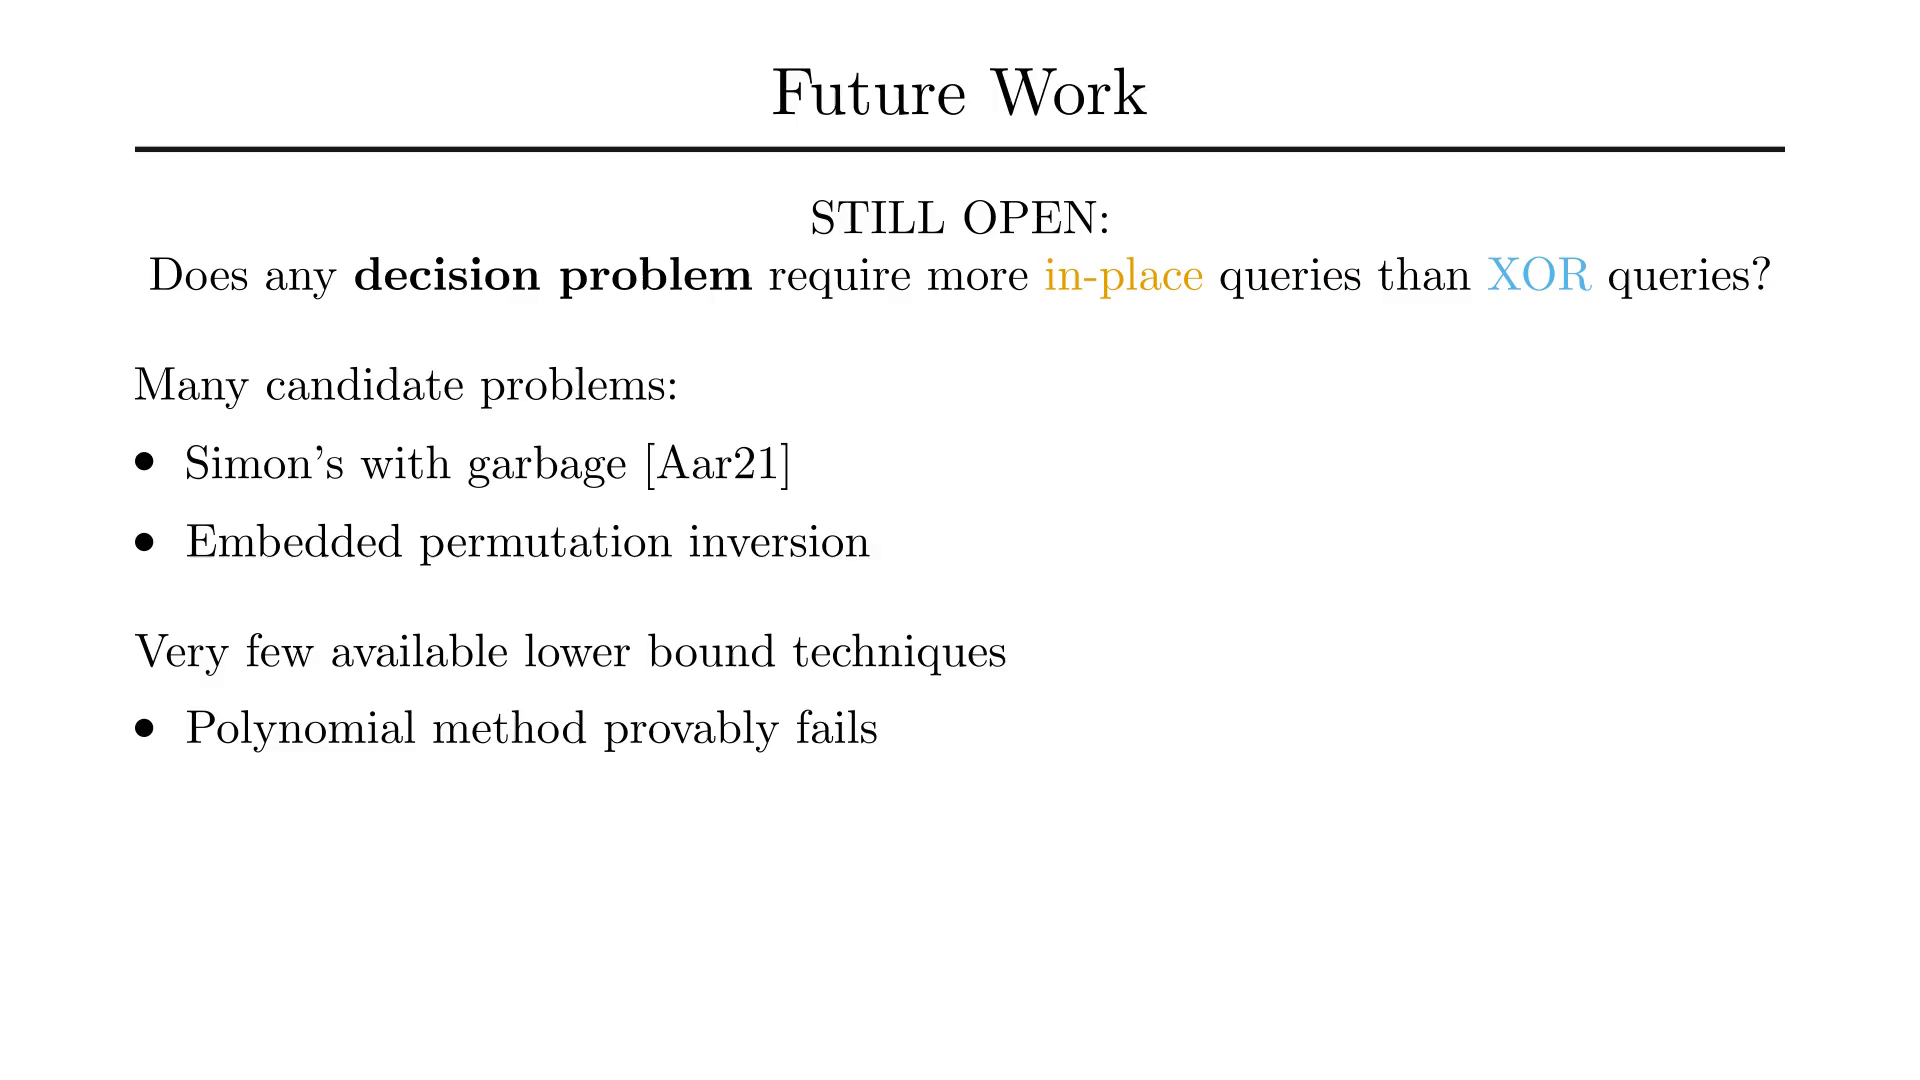 Future Work
STILL OPEN:
Does any decision problem require more in-place queries than XOR queries?
Many candidate problems:
• Simon's with garbage [Aar21]
• Embedded permutation inversion
Very few available lower bound techniques
• Polynomial method provably fails